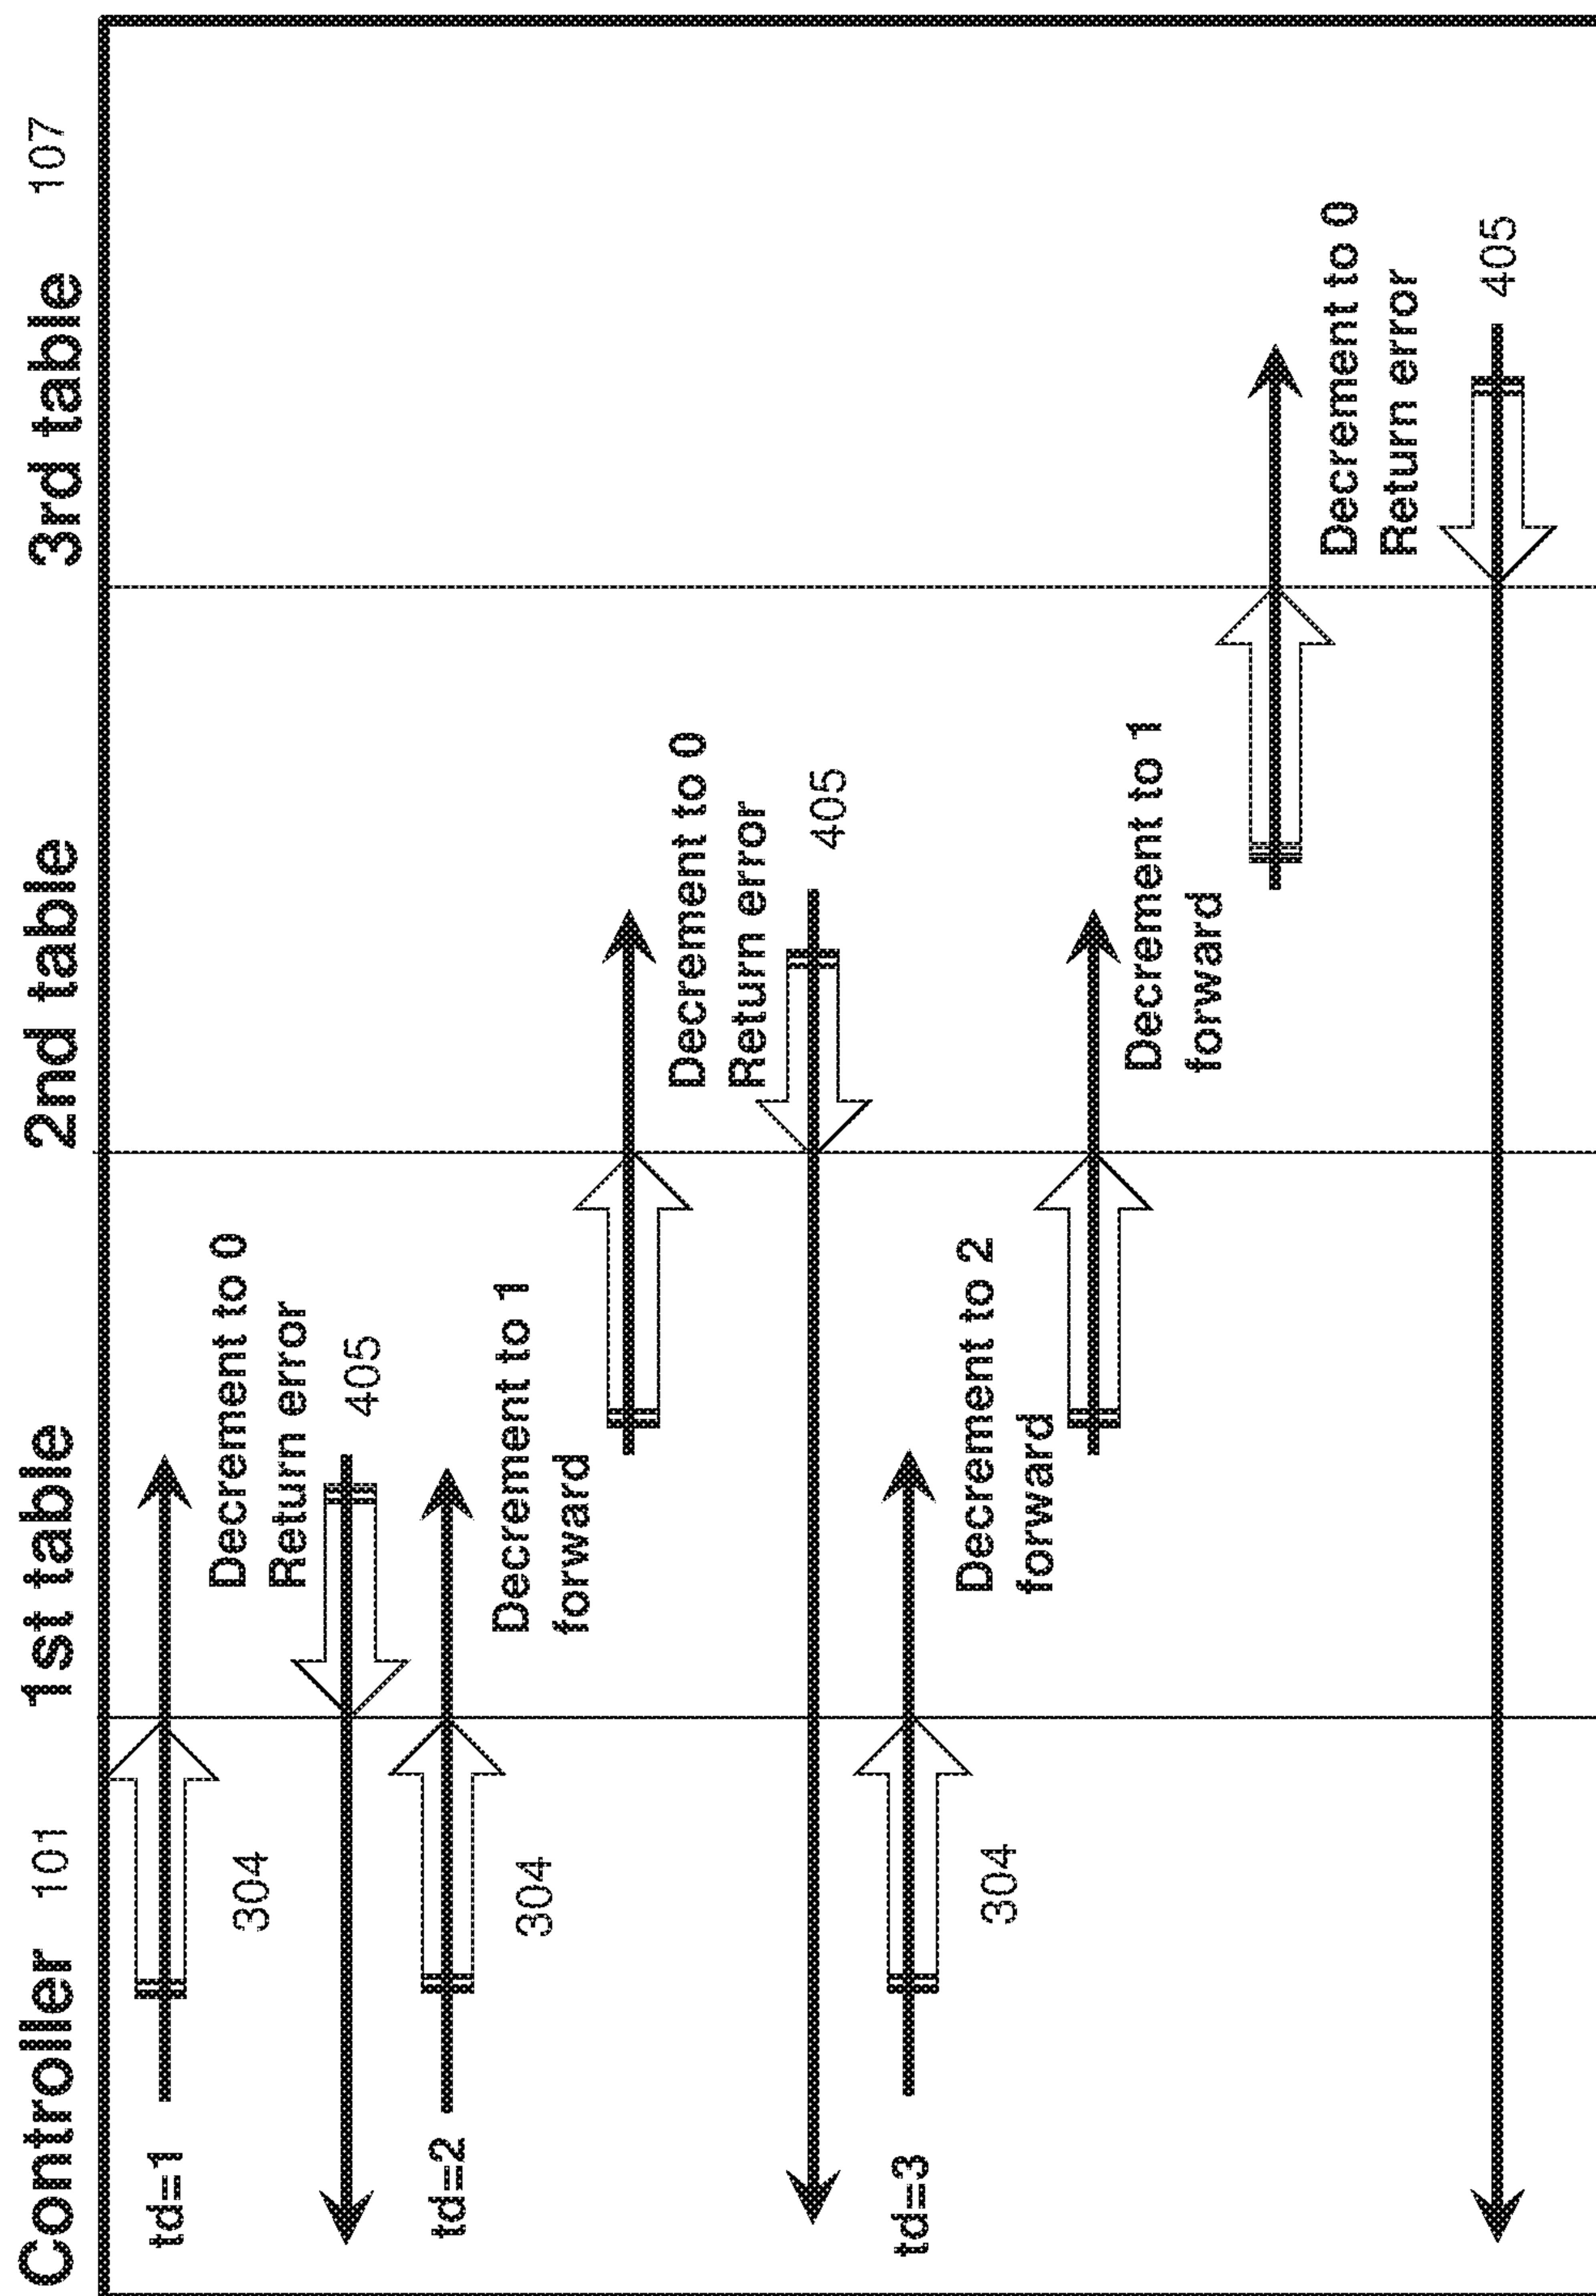 Controller 101 1st table 2nd table 3rd table 107
td=1
304
Decrement to 0
Return error
405
td=2
304
Decrement to 1
forward
Decrement to 0
Return error
405
td=3
304
Decrement to 2
forward
Decrement to 1
forward
Decrement to 0
Return error
405